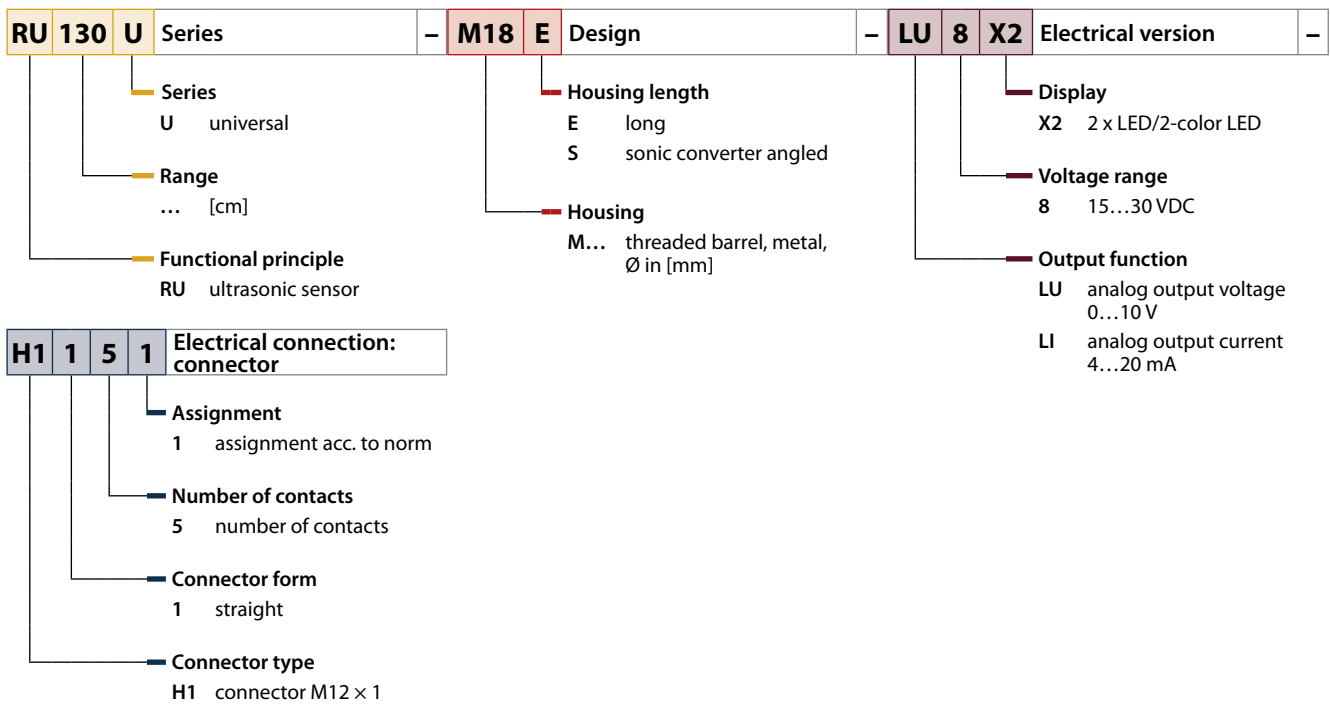 RU 130 U Series – M18 E Design – LU 8 X2 Electrical version –
Series
U universal
Range
… [cm]
Functional principle
RU ultrasonic sensor
Housing length
E long
S sonic converter angled
Housing
M… threaded barrel, metal,
Ø in [mm]
Display
X2 2 x LED/2-color LED
Voltage range
8 15…30 VDC
Output function
LU analog output voltage
0…10 V
LI analog output current
4…20 mA
H1 1 5 1 Electrical connection:
connector
Assignment
1 assignment acc. to norm
Number of contacts
5 number of contacts
Connector form
1 straight
Connector type
H1 connector M12 × 1